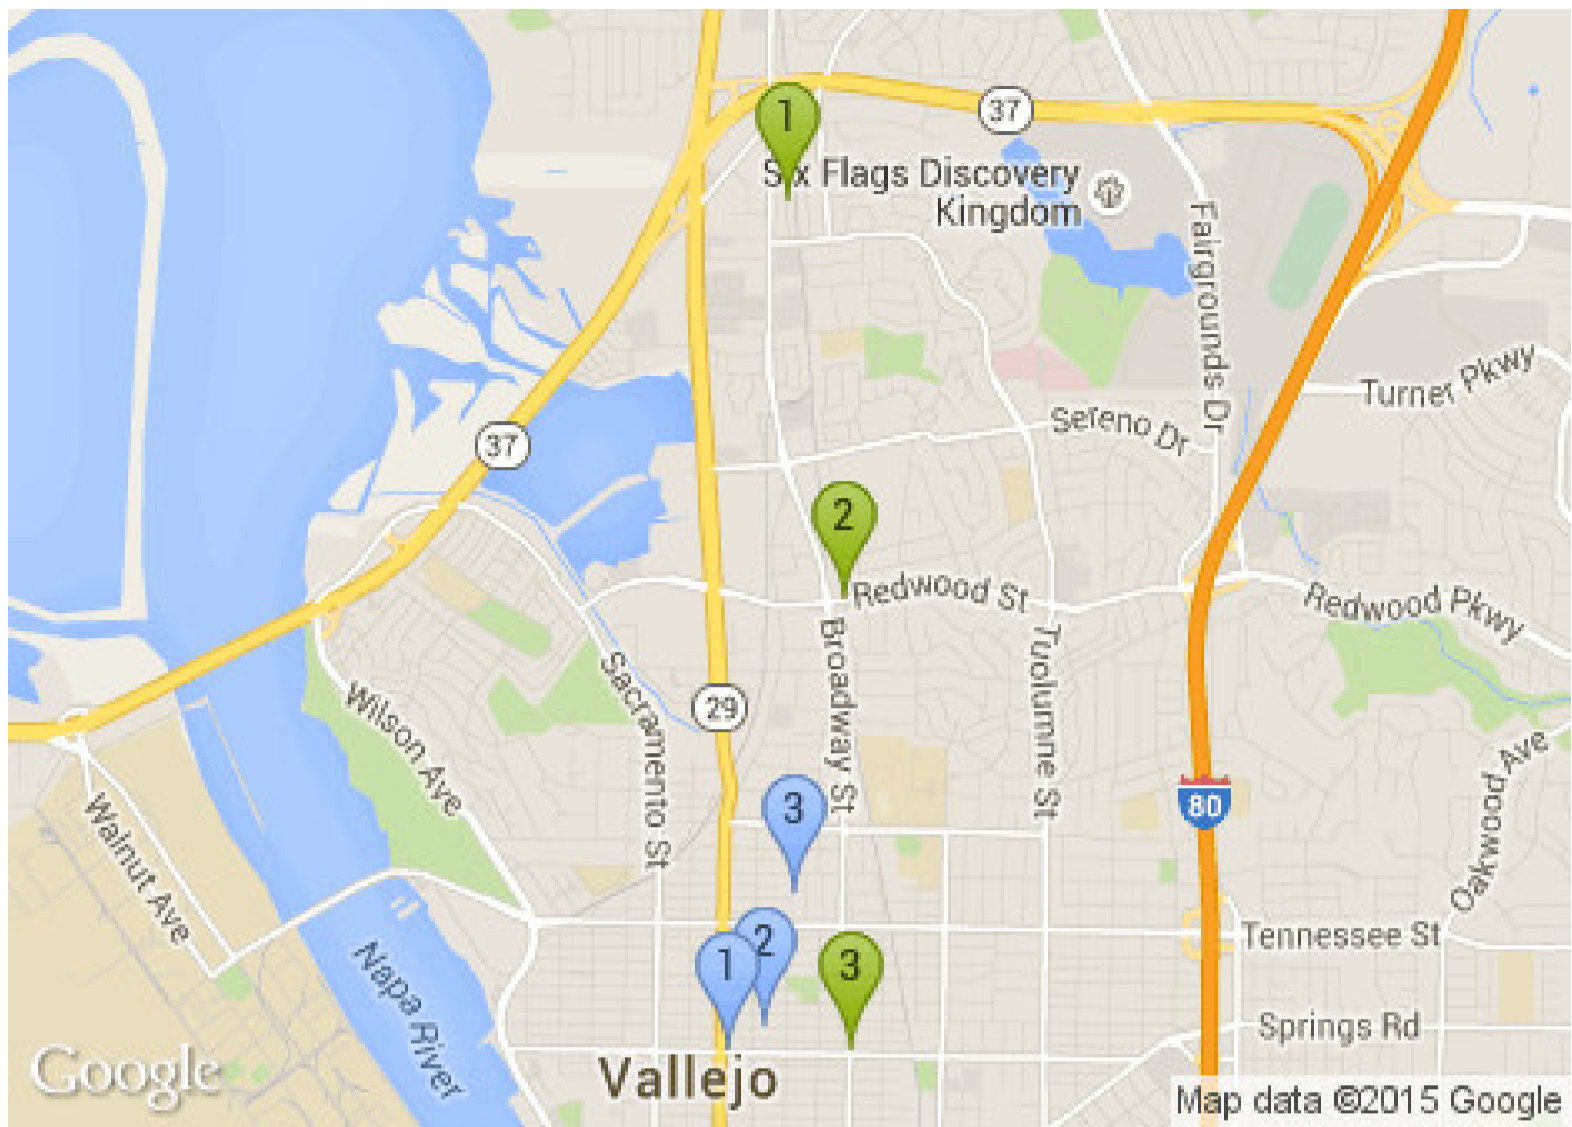 1
37
Six Flags Discovery
Kingdom
Fairgrounds Dr
Turner Pkwy
Sereno Dr
37
2
Redwood St
Redwood Pkwy
Broadway St
Tuolumne St
Sacramento St
Wilson Ave
29
3
80
Walnut Ave
Oakwood Ave
Tennessee St
1
2
3
Napa River
Springs Rd
Vallejo
Google
Map data ©2015 Google